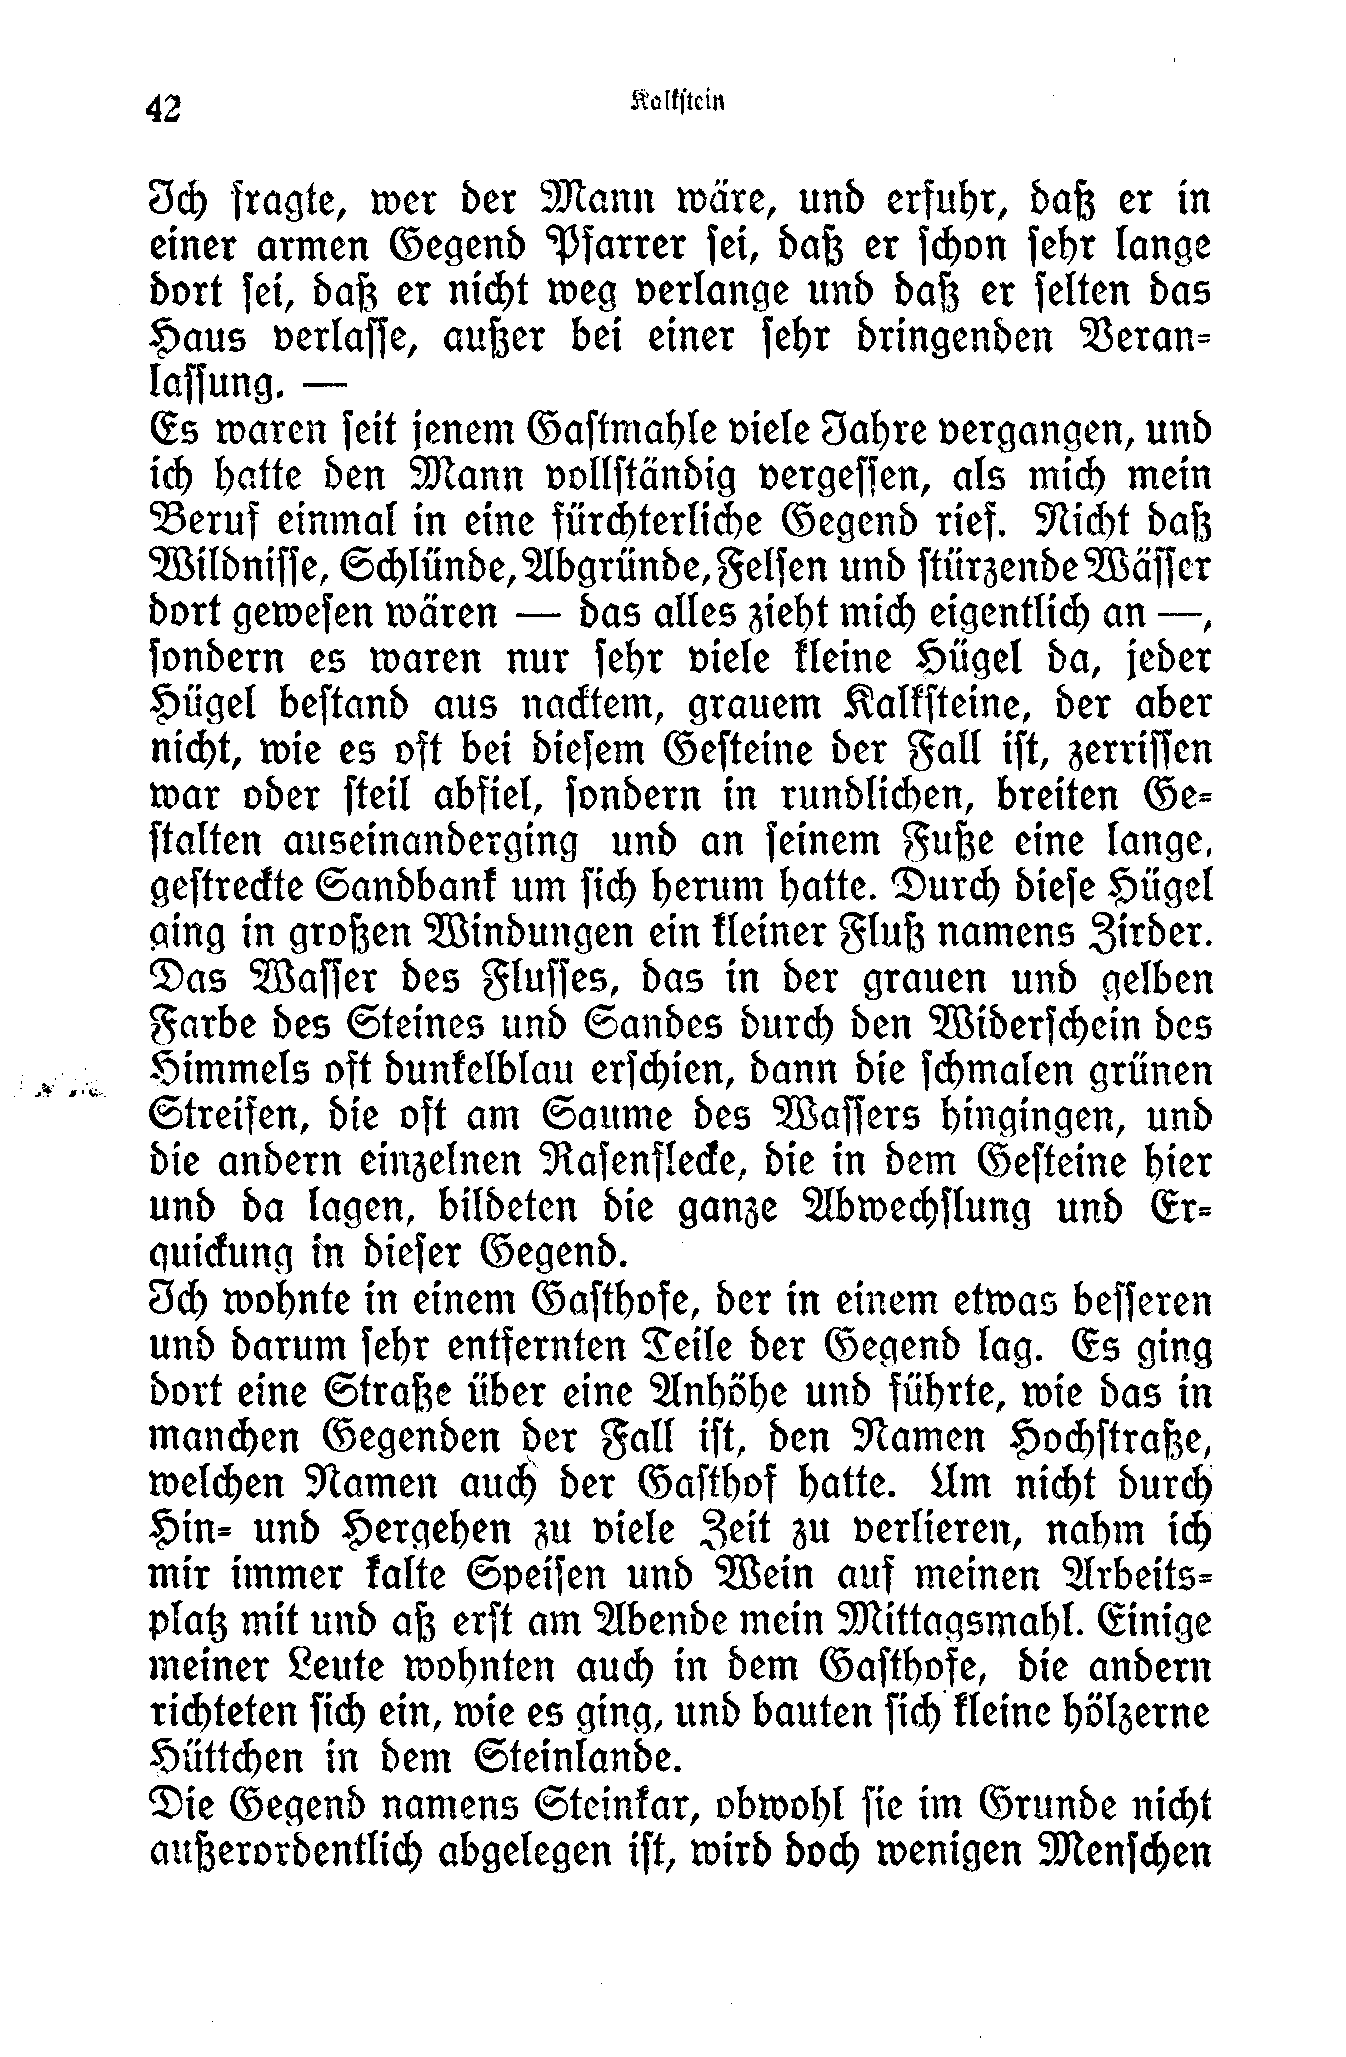 42
Kalkstein
Ich fragte, wer der Mann wäre, und erfuhr, daß er in
einer armen Gegend Pfarrer sei, daß er schon sehr lange
dort sei, daß er nicht weg verlange und daß er selten das
Haus verlasse, außer bei einer sehr dringenden Veran-
lassung. —
Es waren seit jenem Gastmahle viele Jahre vergangen, und
ich hatte den Mann vollständig vergessen, als mich mein
Beruf einmal in eine fürchterliche Gegend rief. Nicht daß
Wildnisse, Schlünde, Abgründe, Felsen und stürzende Wässer
dort gewesen wären — das alles zieht mich eigentlich an —,
sondern es waren nur sehr viele kleine Hügel da, jeder
Hügel bestand aus nacktem, grauem Kalksteine, der aber
nicht, wie es oft bei diesem Gesteine der Fall ist, zerrissen
war oder steil abfiel, sondern in rundlichen, breiten Ge-
stalten auseinanderging und an seinem Fuße eine lange,
gestreckte Sandbank um sich herum hatte. Durch diese Hügel
ging in großen Windungen ein kleiner Fluß namens Zirder.
Das Wasser des Flusses, das in der grauen und gelben
Farbe des Steines und Sandes durch den Widerschein des
Himmels oft dunkelblau erschien, dann die schmalen grünen
Streifen, die oft am Saume des Wassers hingingen, und
die andern einzelnen Rasenflecke, die in dem Gesteine hier
und da lagen, bildeten die ganze Abwechslung und Er-
quickung in dieser Gegend.
Ich wohnte in einem Gasthofe, der in einem etwas besseren
und darum sehr entfernten Teile der Gegend lag. Es ging
dort eine Straße über eine Anhöhe und führte, wie das in
manchen Gegenden der Fall ist, den Namen Hochstraße,
welchen Namen auch der Gasthof hatte. Um nicht durch
Hin- und Hergehen zu viele Zeit zu verlieren, nahm ich
mir immer kalte Speisen und Wein auf meinen Arbeits-
platz mit und aß erst am Abende mein Mittagsmahl. Einige
meiner Leute wohnten auch in dem Gasthofe, die andern
richteten sich ein, wie es ging, und bauten sich kleine hölzerne
Hüttchen in dem Steinlande.
Die Gegend namens Steinkar, obwohl sie im Grunde nicht
außerordentlich abgelegen ist, wird doch wenigen Menschen